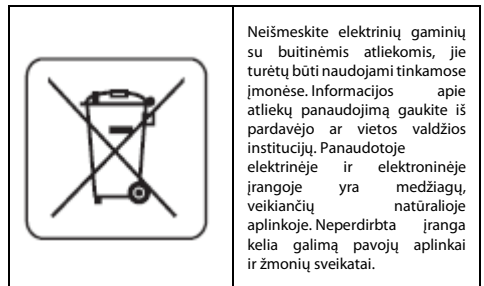 Neišmeskite elektrinių gaminių
su buitinėmis atliekomis, jie
turėtų būti naudojami tinkamose
įmonėse. Informacijos apie
atliekų panaudojimą gaukite iš
pardavėjo ar vietos valdžios
institucijų. Panaudotoje
elektrinėje ir elektroninėje
įrangoje yra medžiagų,
veikiančių natūralioje
aplinkoje. Neperdirbta įranga
kelia galimą pavojų aplinkai
ir žmonių sveikatai.